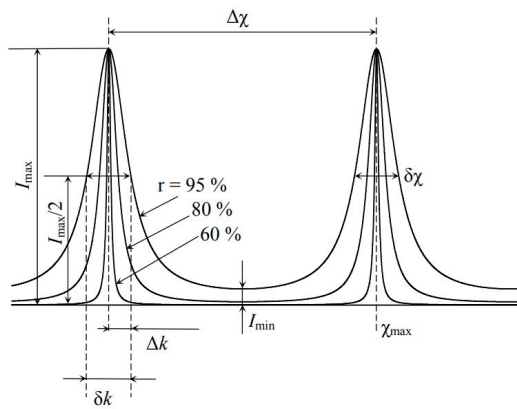 Δχ
I_max
I_max/2
r = 95 %
80 %
60 %
δχ
I_min
χ_max
Δk
δk